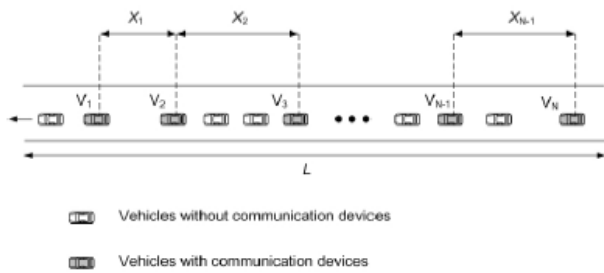 X1 X2 XN-1
V1 V2 V3 VN-1 VN
L
Vehicles without communication devices
Vehicles with communication devices